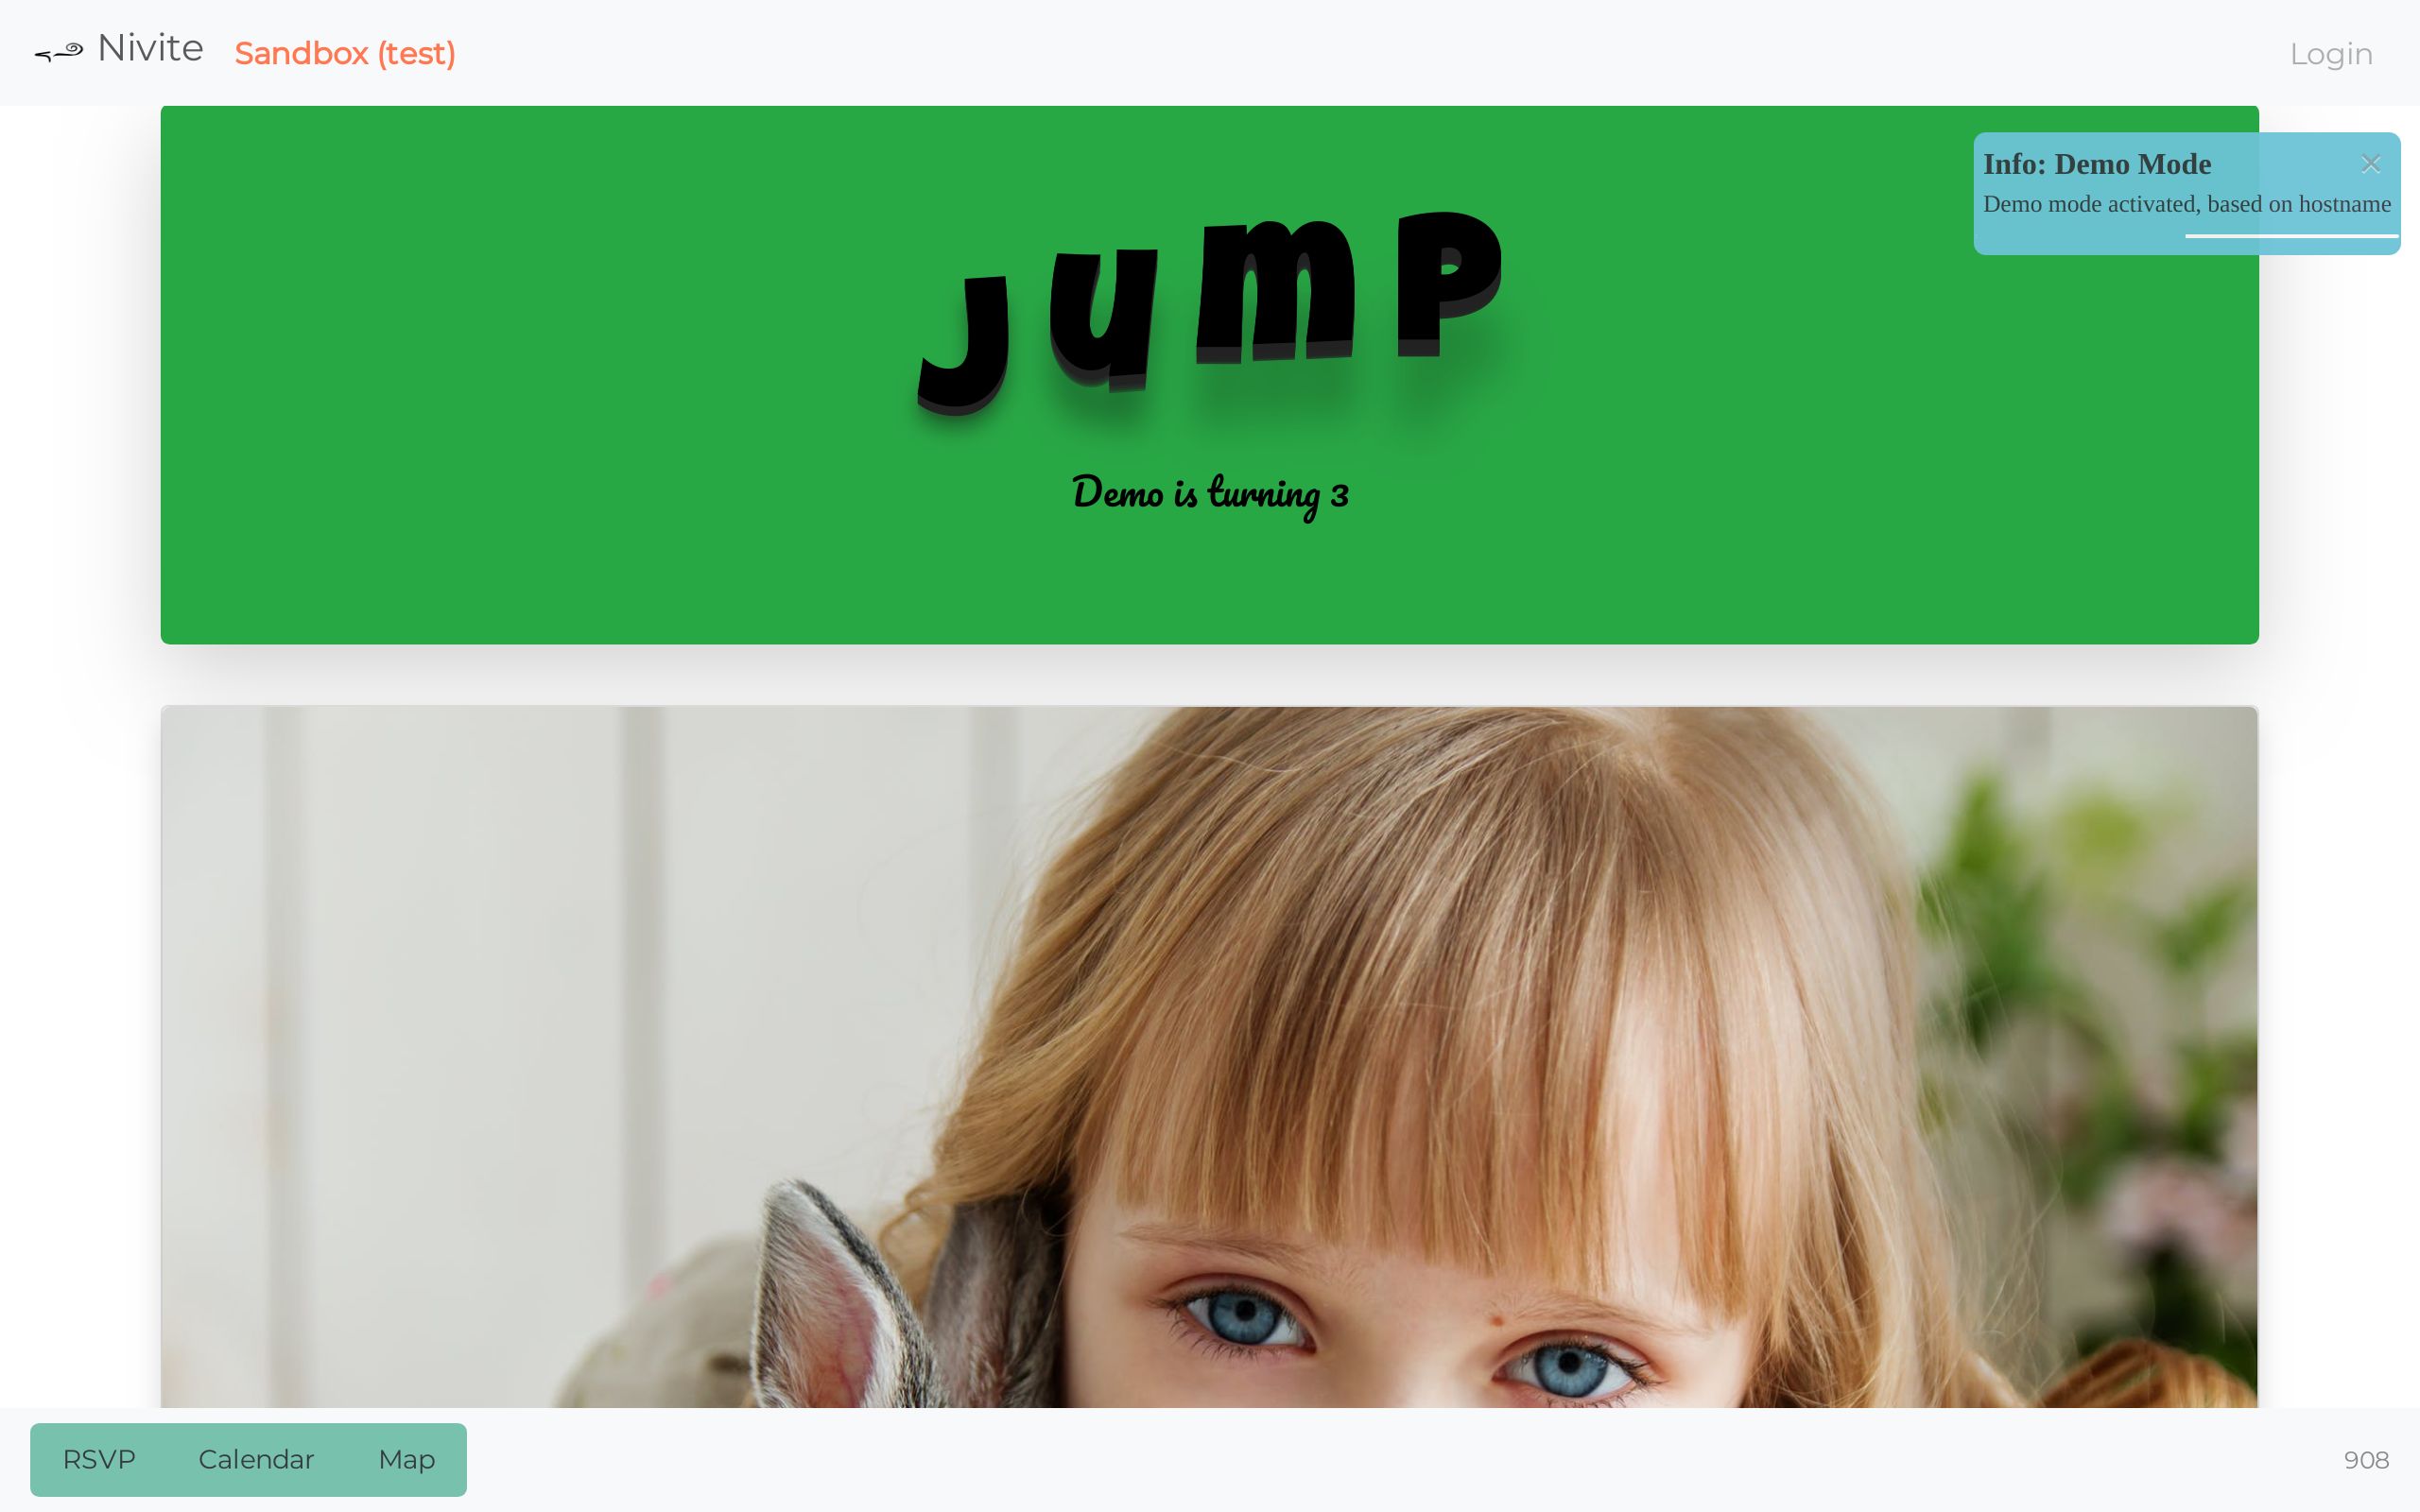 Nivite Sandbox (test) Login
Info: Demo Mode ×
Demo mode activated, based on hostname
Jump
Demo is turning 3
RSVP Calendar Map 908